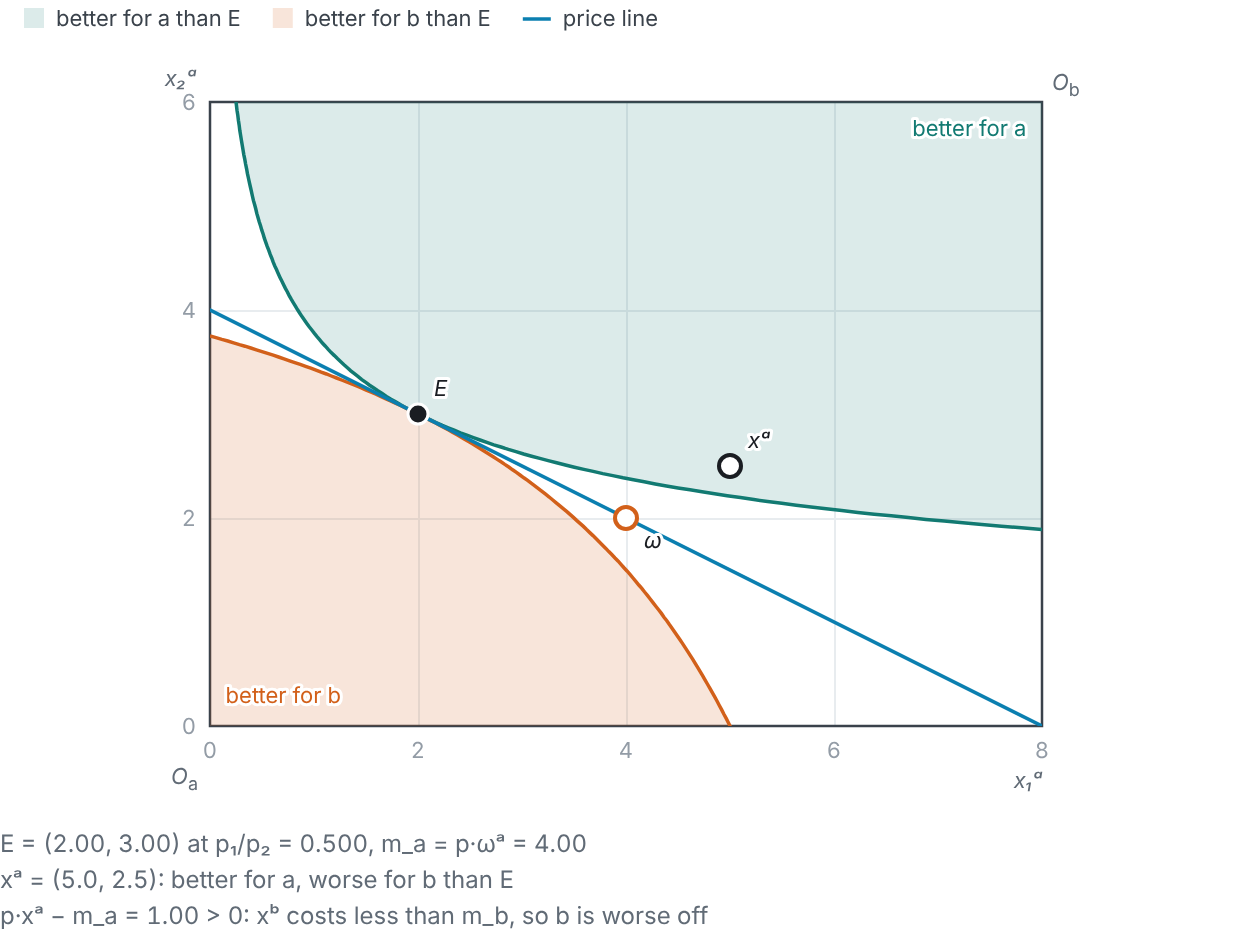 better for a than E
better for b than E
price line
x₂ᵃ
O_b
6
better for a
4
E
xᵃ
2
ω
better for b
0
0
2
4
6
8
O_a
x₁ᵃ
E = (2.00, 3.00) at p₁/p₂ = 0.500, m_a = p·ωᵃ = 4.00
xᵃ = (5.0, 2.5): better for a, worse for b than E
p·xᵃ − m_a = 1.00 > 0: xᵇ costs less than m_b, so b is worse off